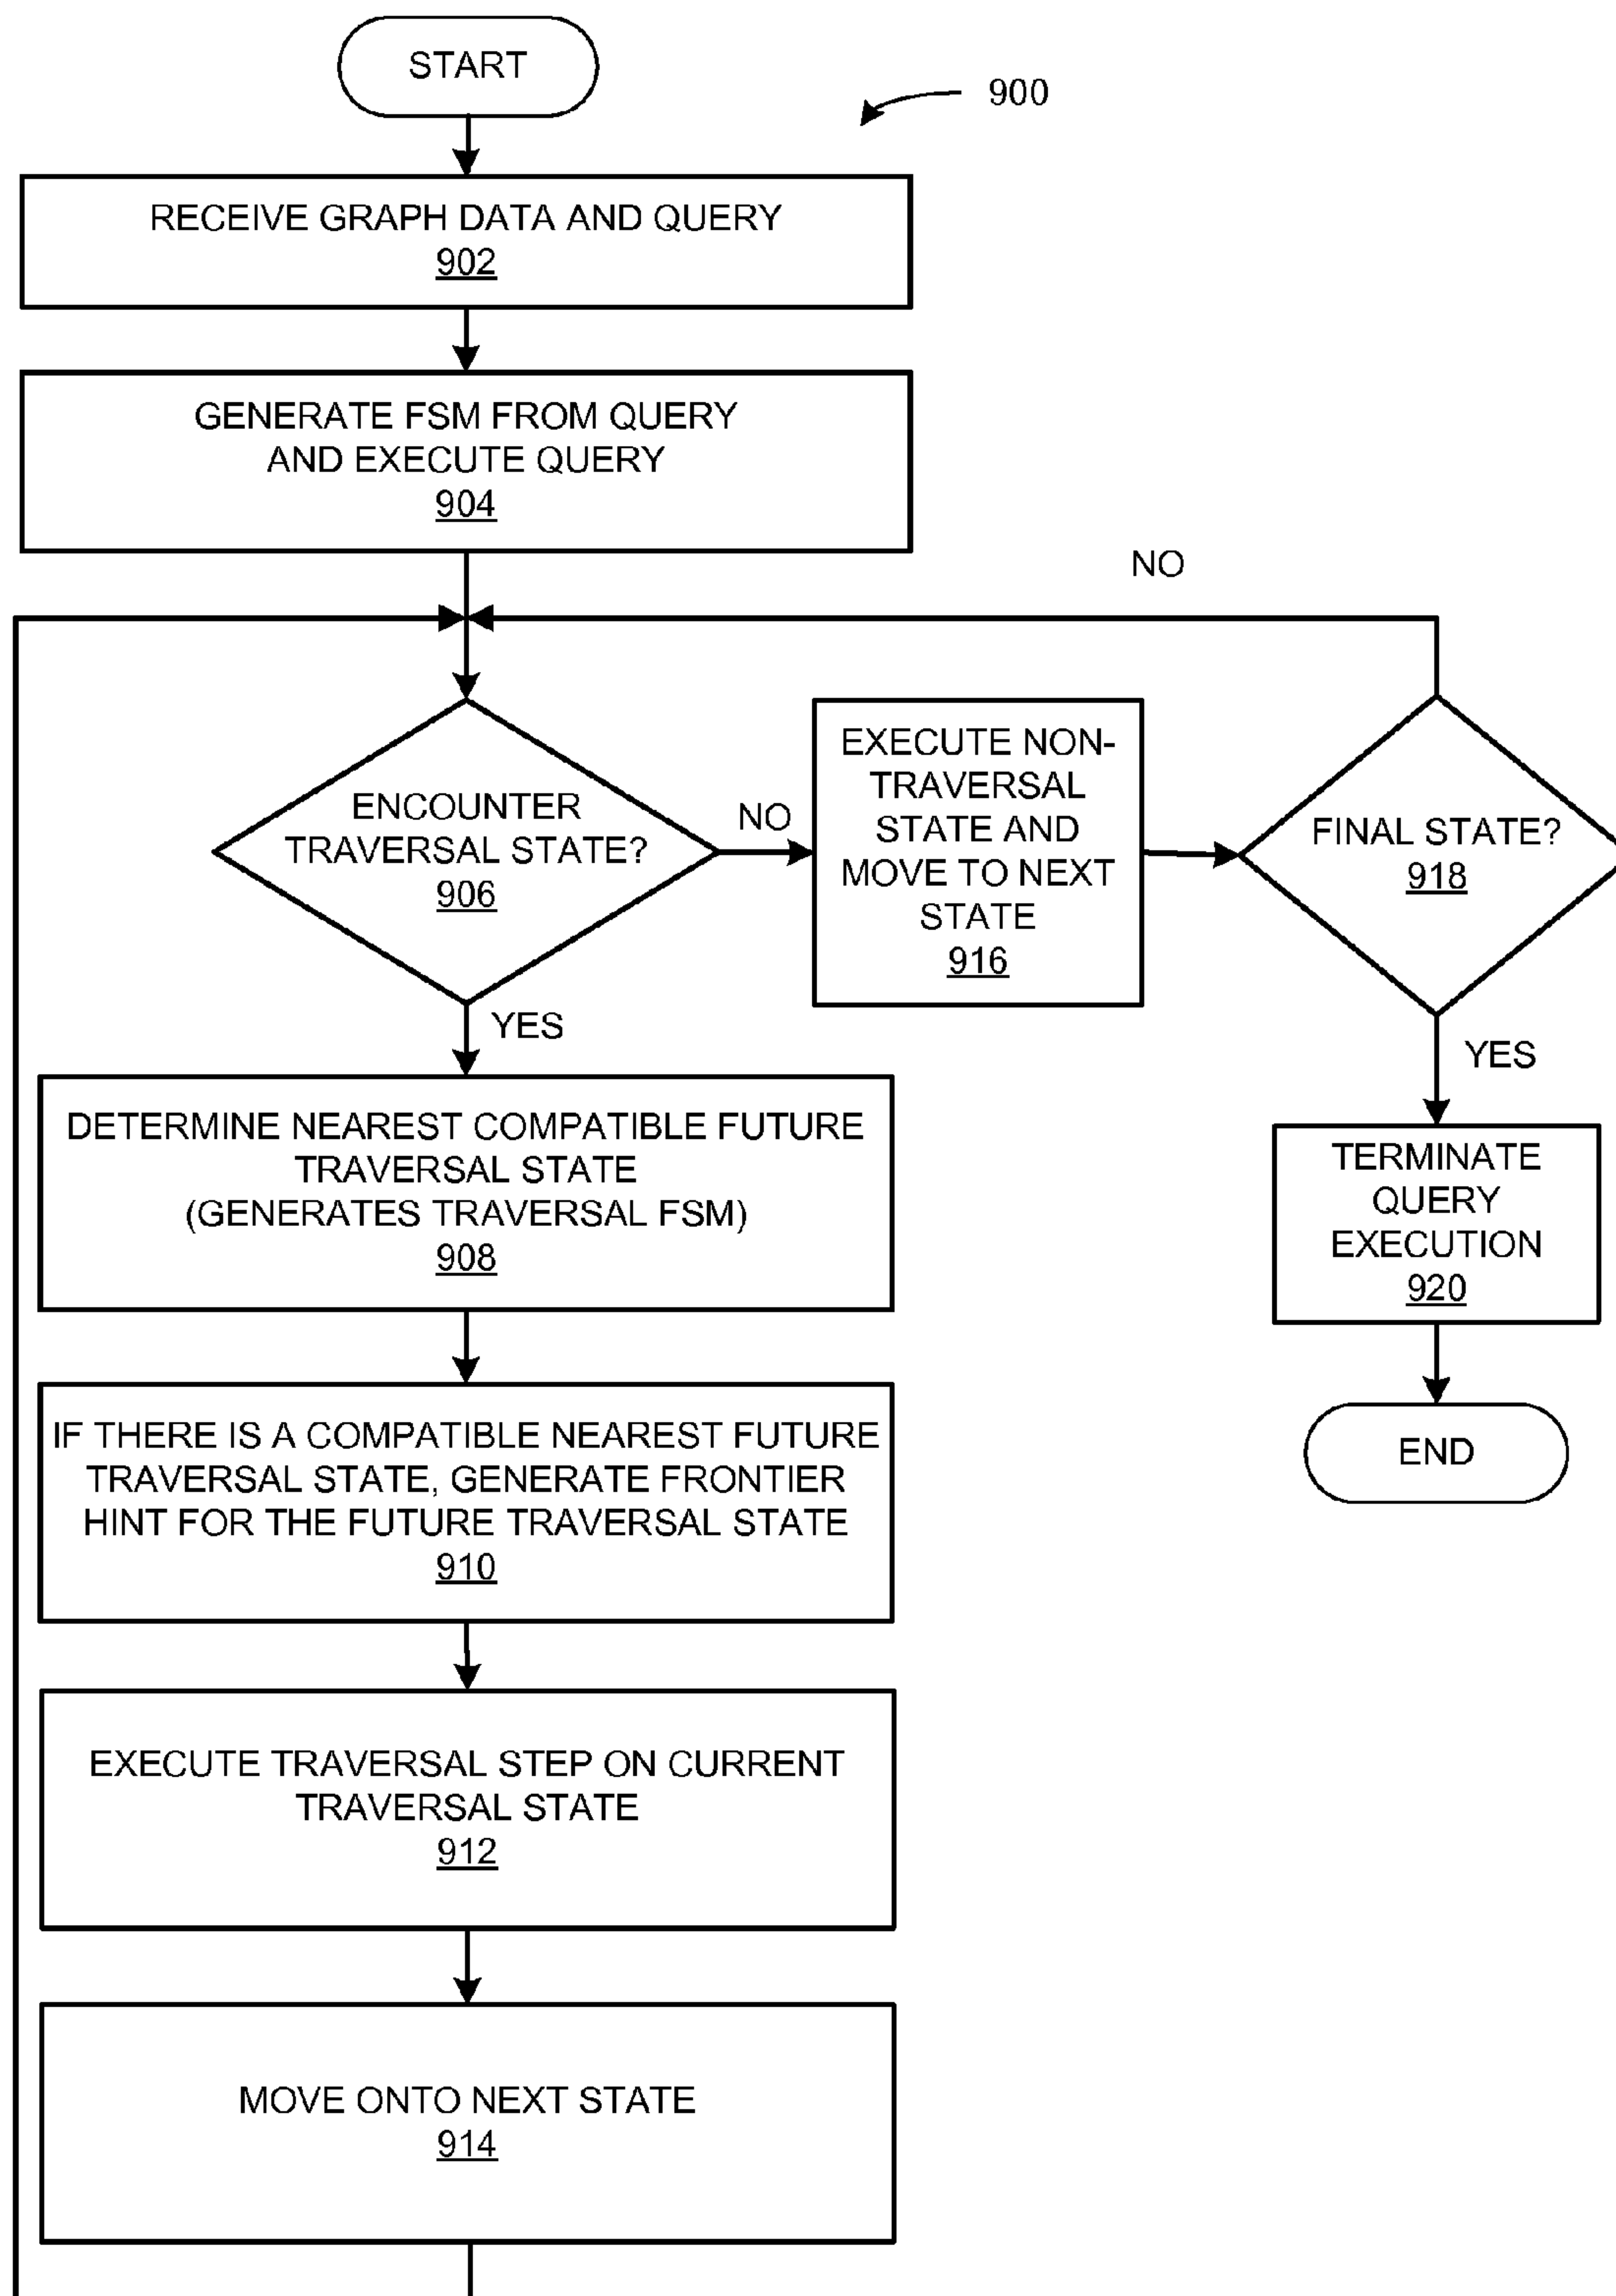 START
900
RECEIVE GRAPH DATA AND QUERY
902
GENERATE FSM FROM QUERY
AND EXECUTE QUERY
904
NO
ENCOUNTER
TRAVERSAL STATE?
906
NO
EXECUTE NON-
TRAVERSAL
STATE AND
MOVE TO NEXT
STATE
916
FINAL STATE?
918
YES
YES
DETERMINE NEAREST COMPATIBLE FUTURE
TRAVERSAL STATE
(GENERATES TRAVERSAL FSM)
908
TERMINATE
QUERY
EXECUTION
920
IF THERE IS A COMPATIBLE NEAREST FUTURE
TRAVERSAL STATE, GENERATE FRONTIER
HINT FOR THE FUTURE TRAVERSAL STATE
910
END
EXECUTE TRAVERSAL STEP ON CURRENT
TRAVERSAL STATE
912
MOVE ONTO NEXT STATE
914